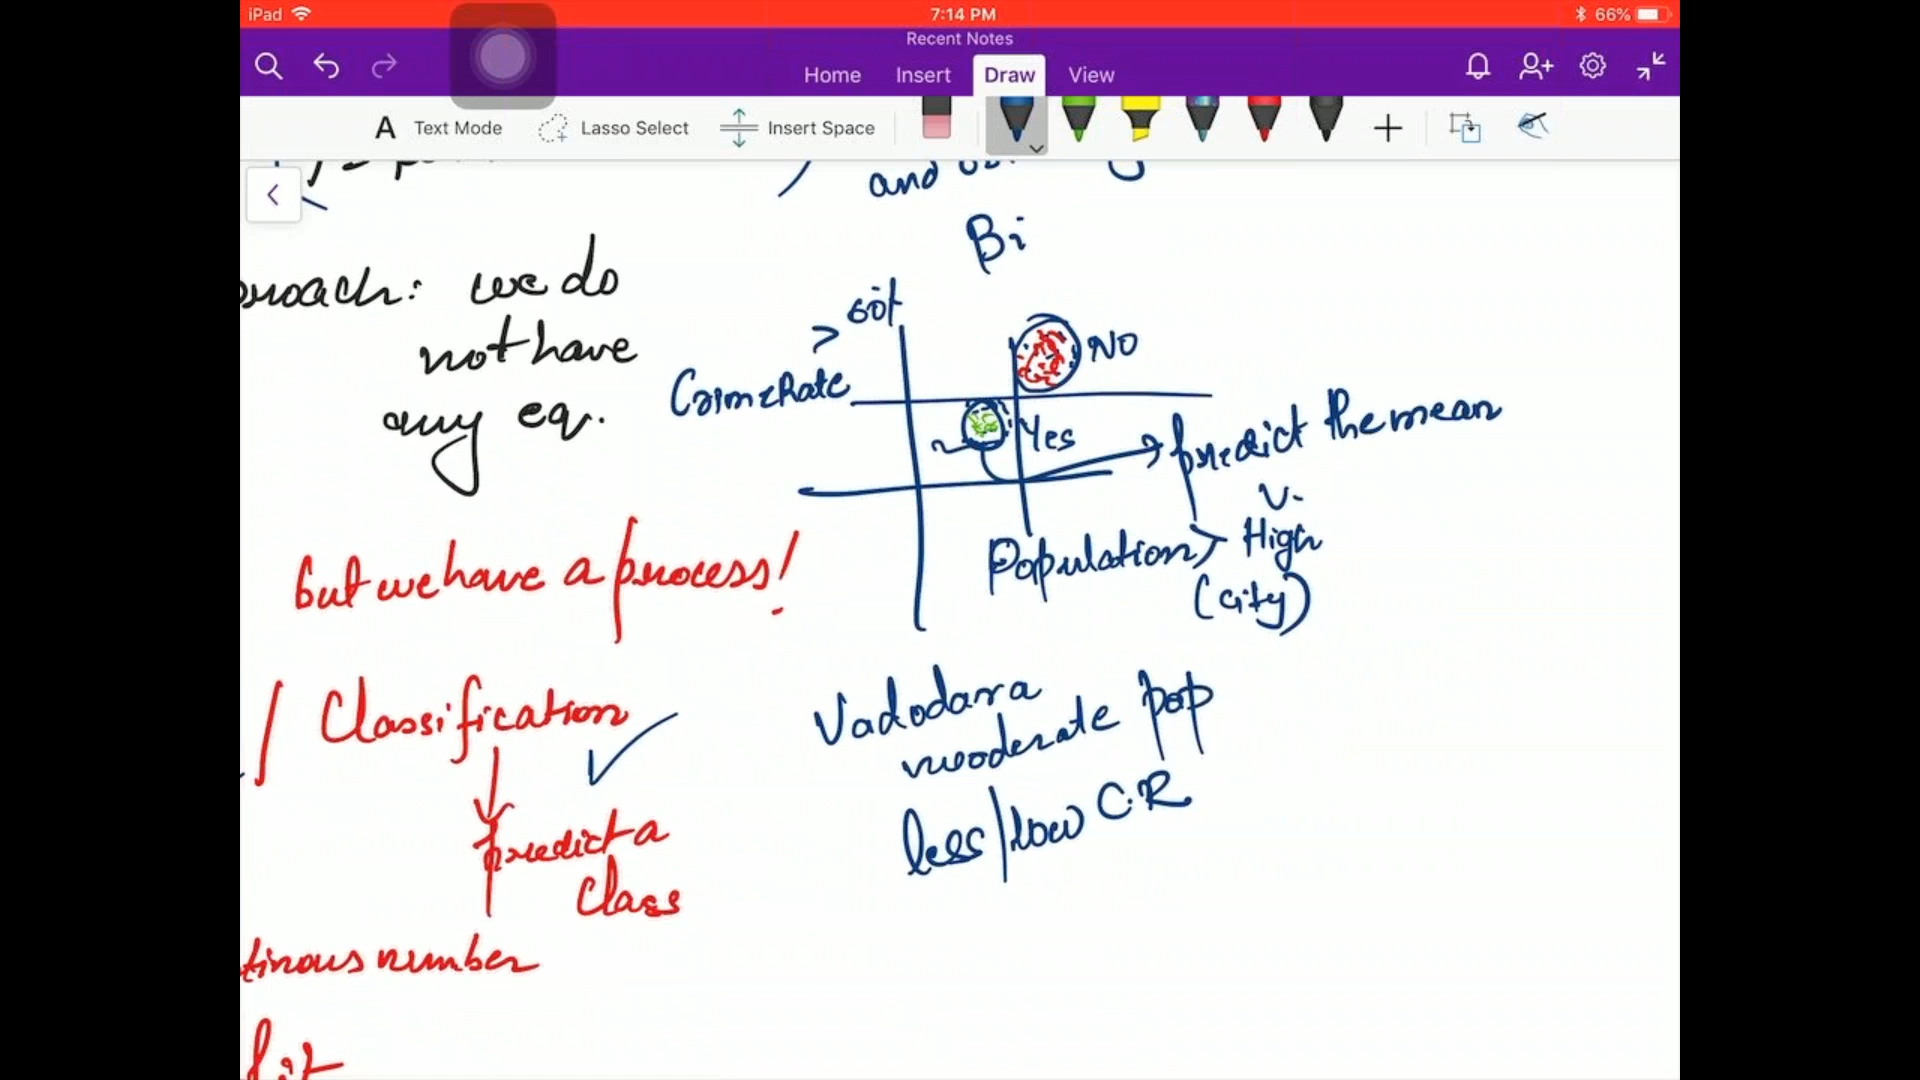 iPad 7:14 PM 66%
Recent Notes
Home Insert Draw View
A Text Mode Lasso Select Insert Space
and
Bi
proach: we do
not have
any eq.
but we have a process!
/ Classification
predict a
class
tinous number
> 60%
CrimeRate
NO
Yes
predict the mean
V.
Population > High
(city)
Vadodara
moderate pop
less/low C.R